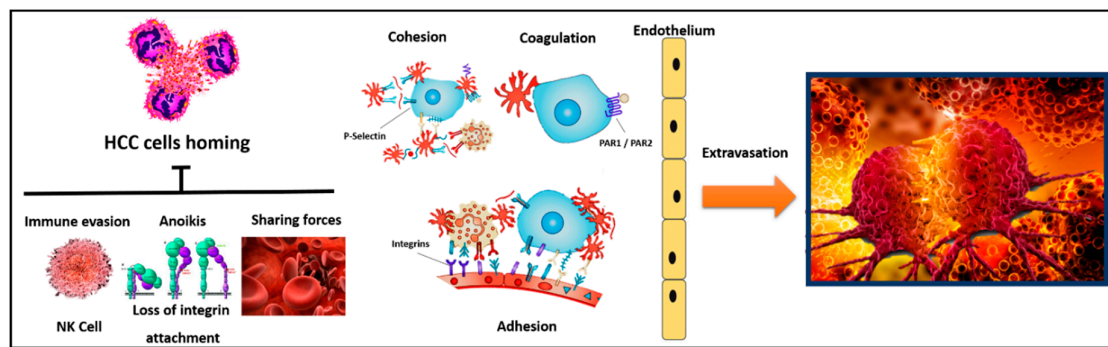 HCC cells homing
Immune evasion
Anoikis
Sharing forces
NK Cell
Loss of integrin
attachment
Cohesion
P-Selectin
Coagulation
PAR1 / PAR2
Integrins
Adhesion
Endothelium
Extravasation